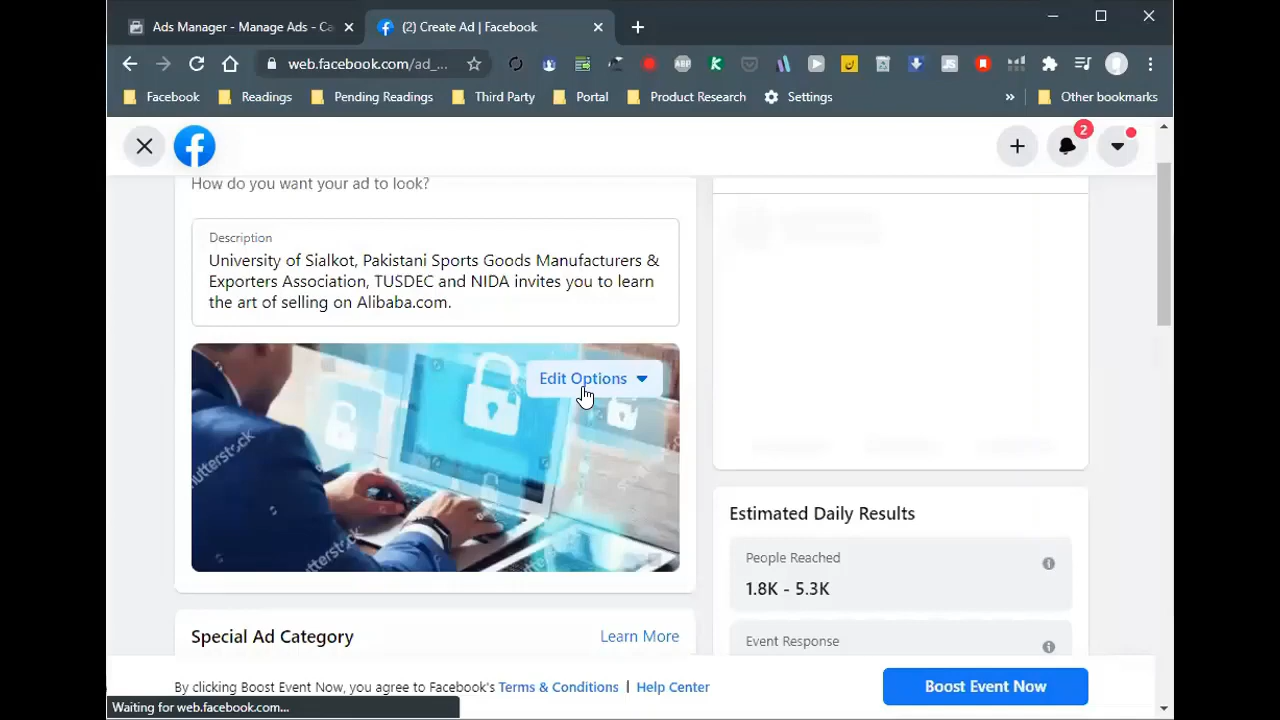 Ads Manager - Manage Ads - Ca
(2) Create Ad | Facebook
web.facebook.com/ad_...
Facebook
Readings
Pending Readings
Third Party
Portal
Product Research
Settings
Other bookmarks
2
How do you want your ad to look?
Description
University of Sialkot, Pakistani Sports Goods Manufacturers &
Exporters Association, TUSDEC and NIDA invites you to learn
the art of selling on Alibaba.com.
Edit Options
shutterstock
shutterstock
Special Ad Category
Learn More
Estimated Daily Results
People Reached
1.8K - 5.3K
Event Response
By clicking Boost Event Now, you agree to Facebook's Terms & Conditions | Help Center
Boost Event Now
Waiting for web.facebook.com...